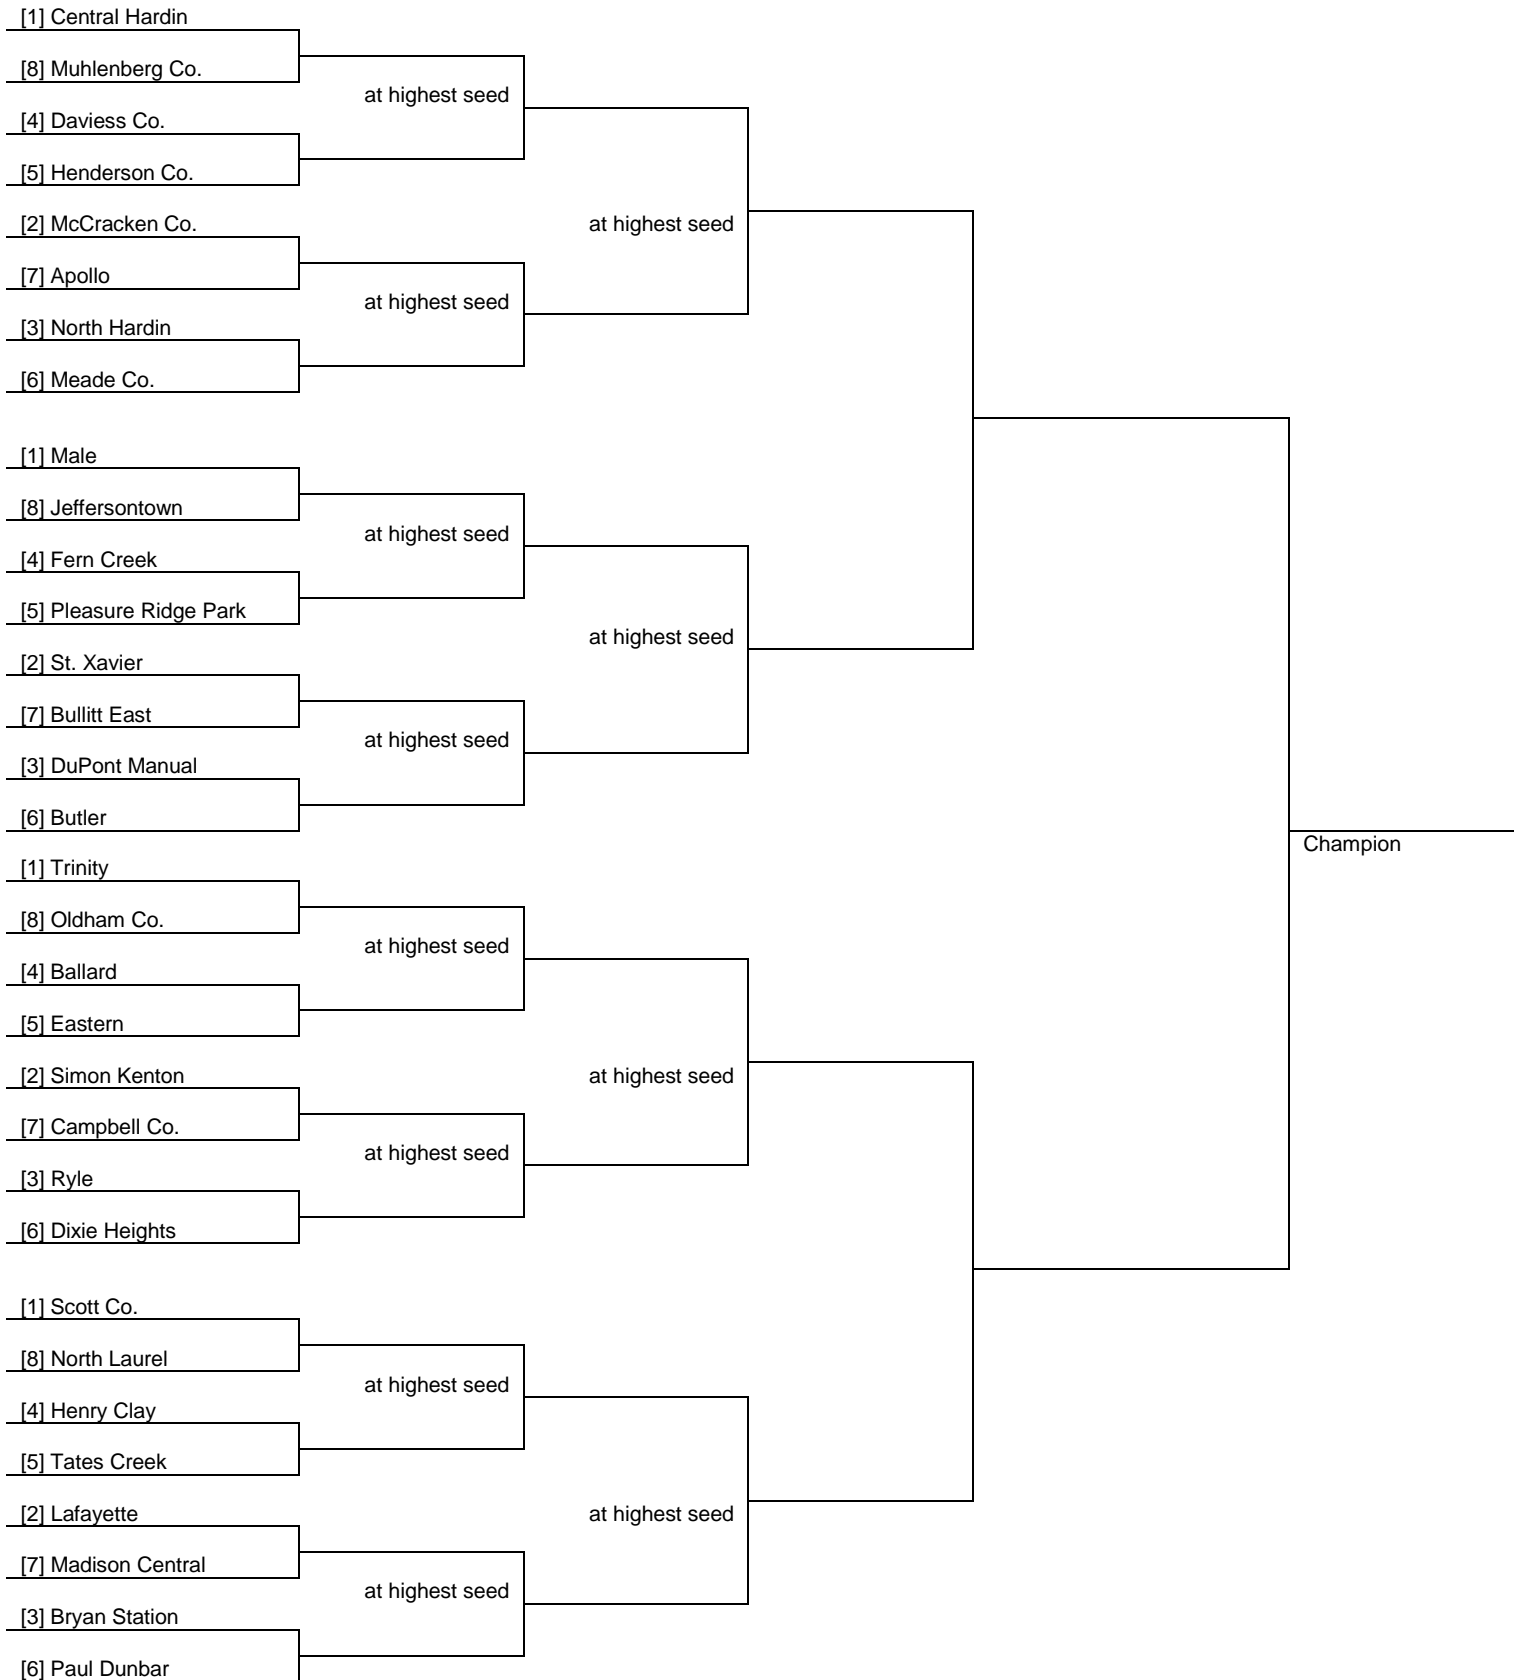 [1] Central Hardin
[8] Muhlenberg Co.
at highest seed
[4] Daviess Co.
[5] Henderson Co.
[2] McCracken Co.
at highest seed
[7] Apollo
at highest seed
[3] North Hardin
[6] Meade Co.
[1] Male
[8] Jeffersontown
at highest seed
[4] Fern Creek
[5] Pleasure Ridge Park
at highest seed
[2] St. Xavier
[7] Bullitt East
at highest seed
[3] DuPont Manual
[6] Butler
Champion
[1] Trinity
[8] Oldham Co.
at highest seed
[4] Ballard
[5] Eastern
[2] Simon Kenton
at highest seed
[7] Campbell Co.
at highest seed
[3] Ryle
[6] Dixie Heights
[1] Scott Co.
[8] North Laurel
at highest seed
[4] Henry Clay
[5] Tates Creek
[2] Lafayette
at highest seed
[7] Madison Central
at highest seed
[3] Bryan Station
[6] Paul Dunbar